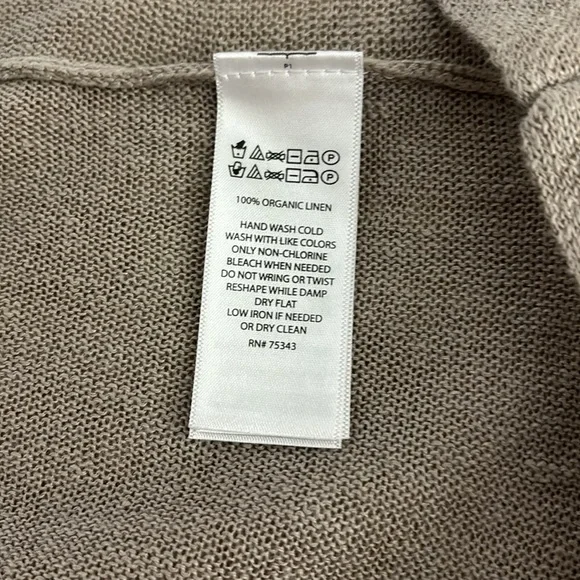 100% ORGANIC LINEN
HAND WASH COLD
WASH WITH LIKE COLORS
ONLY NON-CHLORINE
BLEACH WHEN NEEDED
DO NOT WRING OR TWIST
RESHAPE WHILE DAMP
DRY FLAT
LOW IRON IF NEEDED
OR DRY CLEAN
RN# 75343